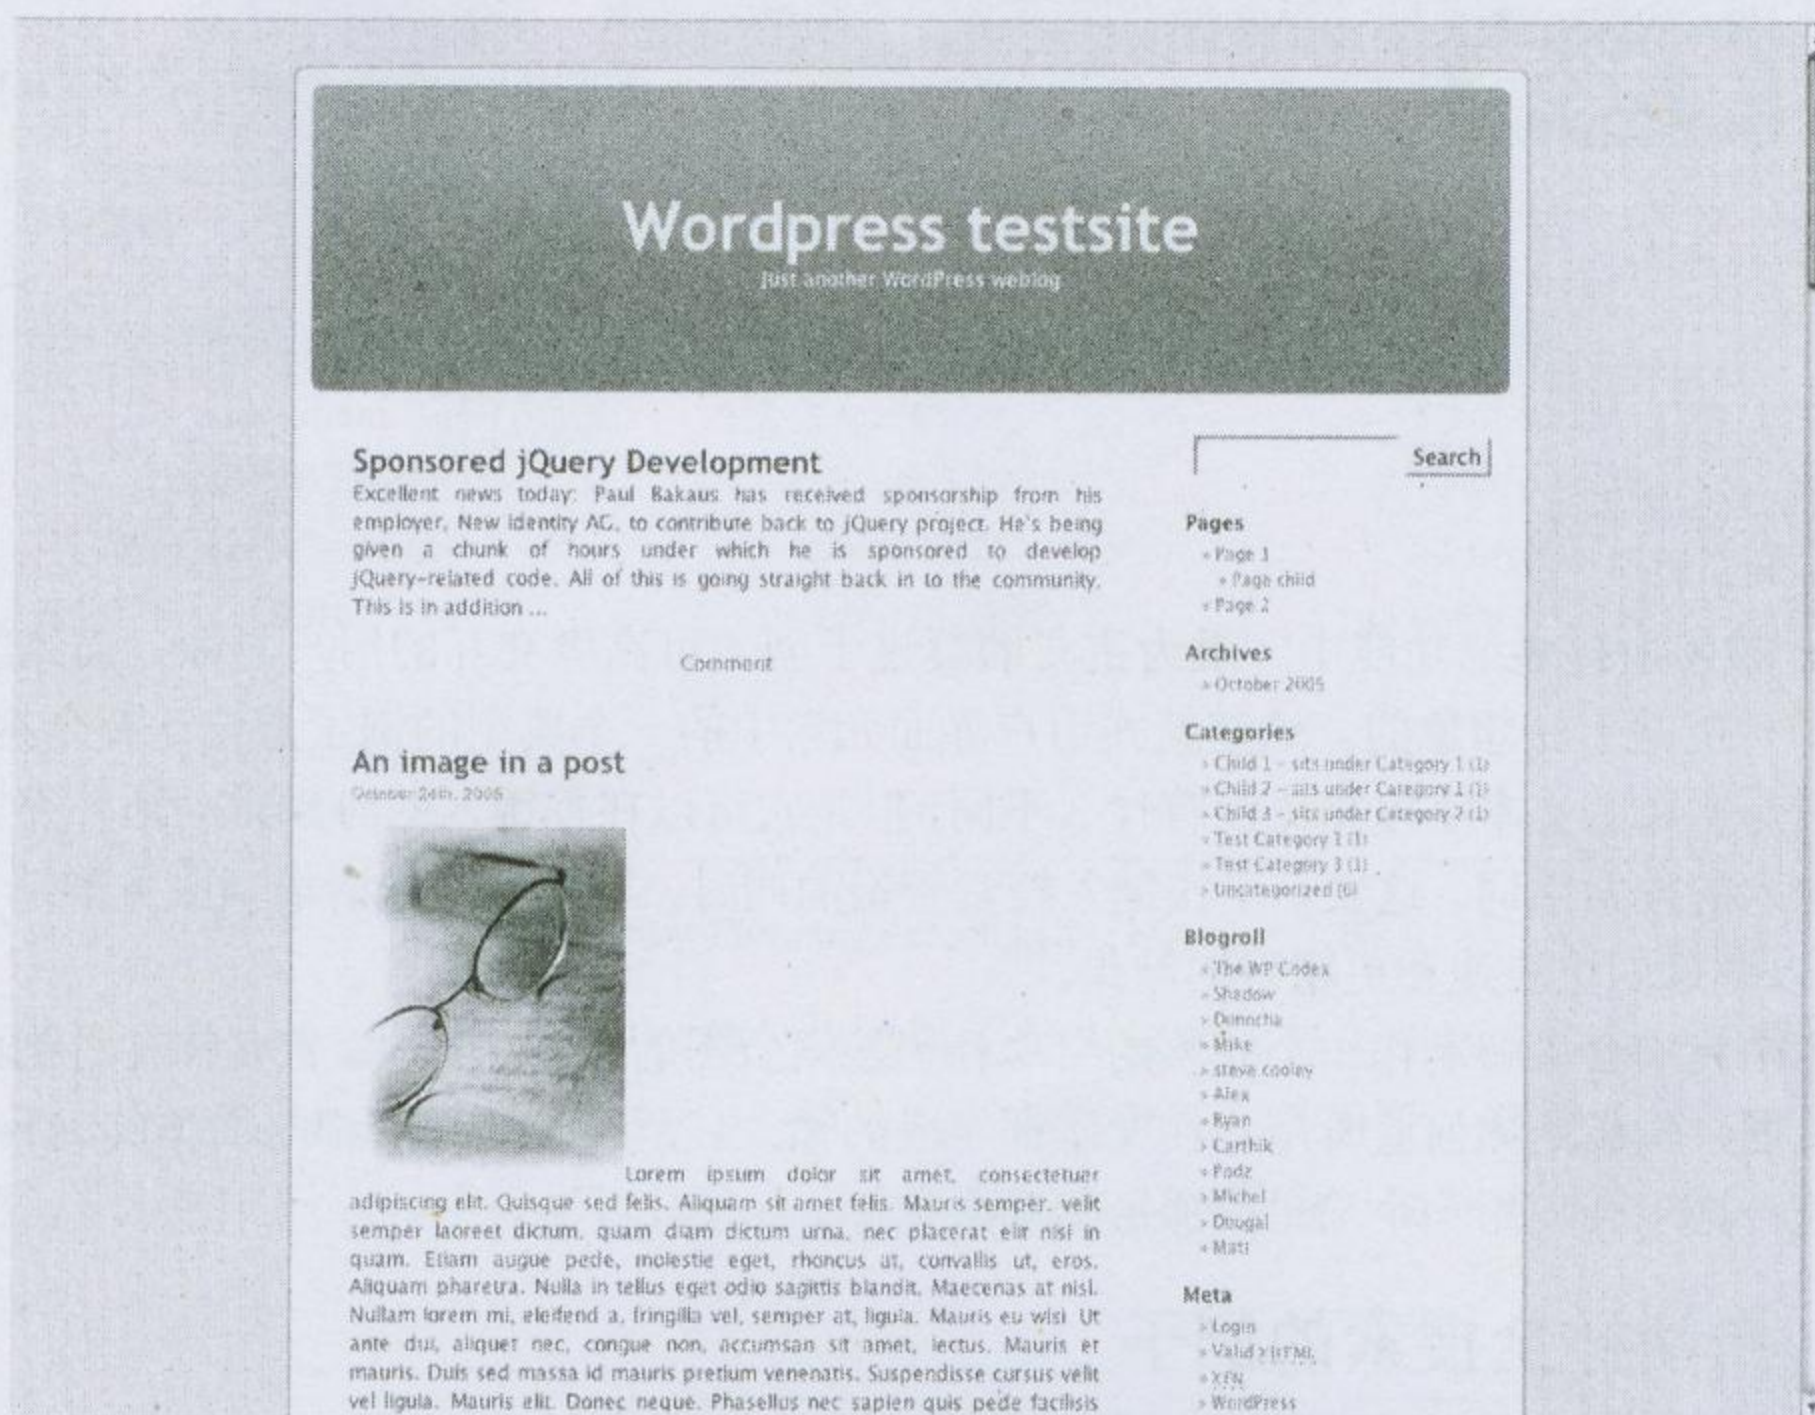 Wordpress testsite
Just another WordPress weblog
Sponsored jQuery Development
Excellent news today: Paul Bakaus has received sponsorship from his
employer, New Identity AG, to contribute back to jQuery project. He's being
given a chunk of hours under which he is sponsored to develop
jQuery-related code. All of this is going straight back in to the community.
This is in addition ...
Comment
An image in a post
October 24th, 2005
Lorem ipsum dolor sit amet, consectetuer
adipiscing elit. Quisque sed felis. Aliquam sit amet felis. Mauris semper, velit
semper laoreet dictum, quam diam dictum urna, nec placerat elit nisl in
quam. Etiam augue pede, molestie eget, rhoncus at, convallis ut, eros.
Aliquam pharetra. Nulla in tellus eget odio sagittis blandit. Maecenas at nisl.
Nullam lorem mi, eleifend a, fringilla vel, semper at, ligula. Mauris eu wisi. Ut
ante dui, aliquet nec, congue non, accumsan sit amet, lectus. Mauris et
mauris. Duis sed massa id mauris pretium venenatis. Suspendisse cursus velit
vel ligula. Mauris elit. Donec neque. Phasellus nec sapien quis pede facilisis
Search
Pages
» Page 1
» Page child
» Page 2
Archives
» October 2005
Categories
» Child 1 – sits under Category 1 (1)
» Child 2 – sits under Category 1 (1)
» Child 3 – sits under Category 2 (1)
» Test Category (1)
» Test Category 3 (1)
» Uncategorized (6)
Blogroll
» The WP Codex
» Shadow
» Donncha
» Mike
» steve cooley
» Alex
» Ryan
» Carthik
» Podz
» Michel
» Dougal
» Matt
Meta
» Login
» Valid XHTML
» XFN
» WordPress